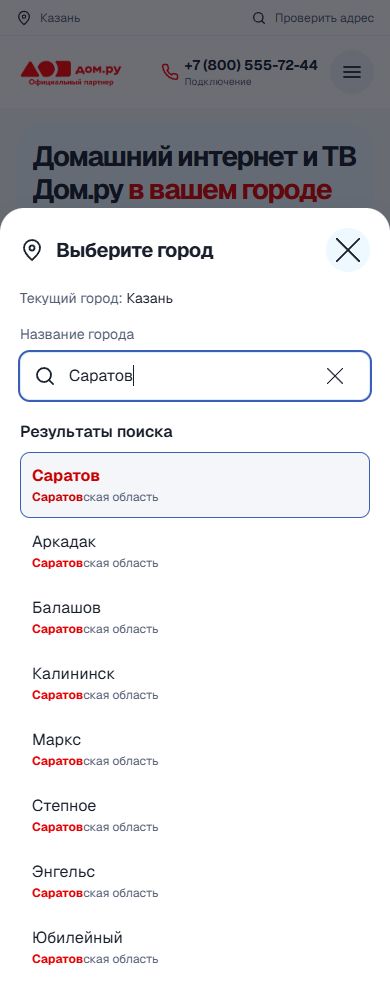 Казань
Проверить адрес
дом.ру
Официальный партнер
+7 (800) 555-72-44
Подключение
Домашний интернет и ТВ
Дом.ру в вашем городе
Выберите город
Текущий город: Казань
Название города
Саратов
Результаты поиска
Саратов
Саратовская область
Аркадак
Саратовская область
Балашов
Саратовская область
Калининск
Саратовская область
Маркс
Саратовская область
Степное
Саратовская область
Энгельс
Саратовская область
Юбилейный
Саратовская область